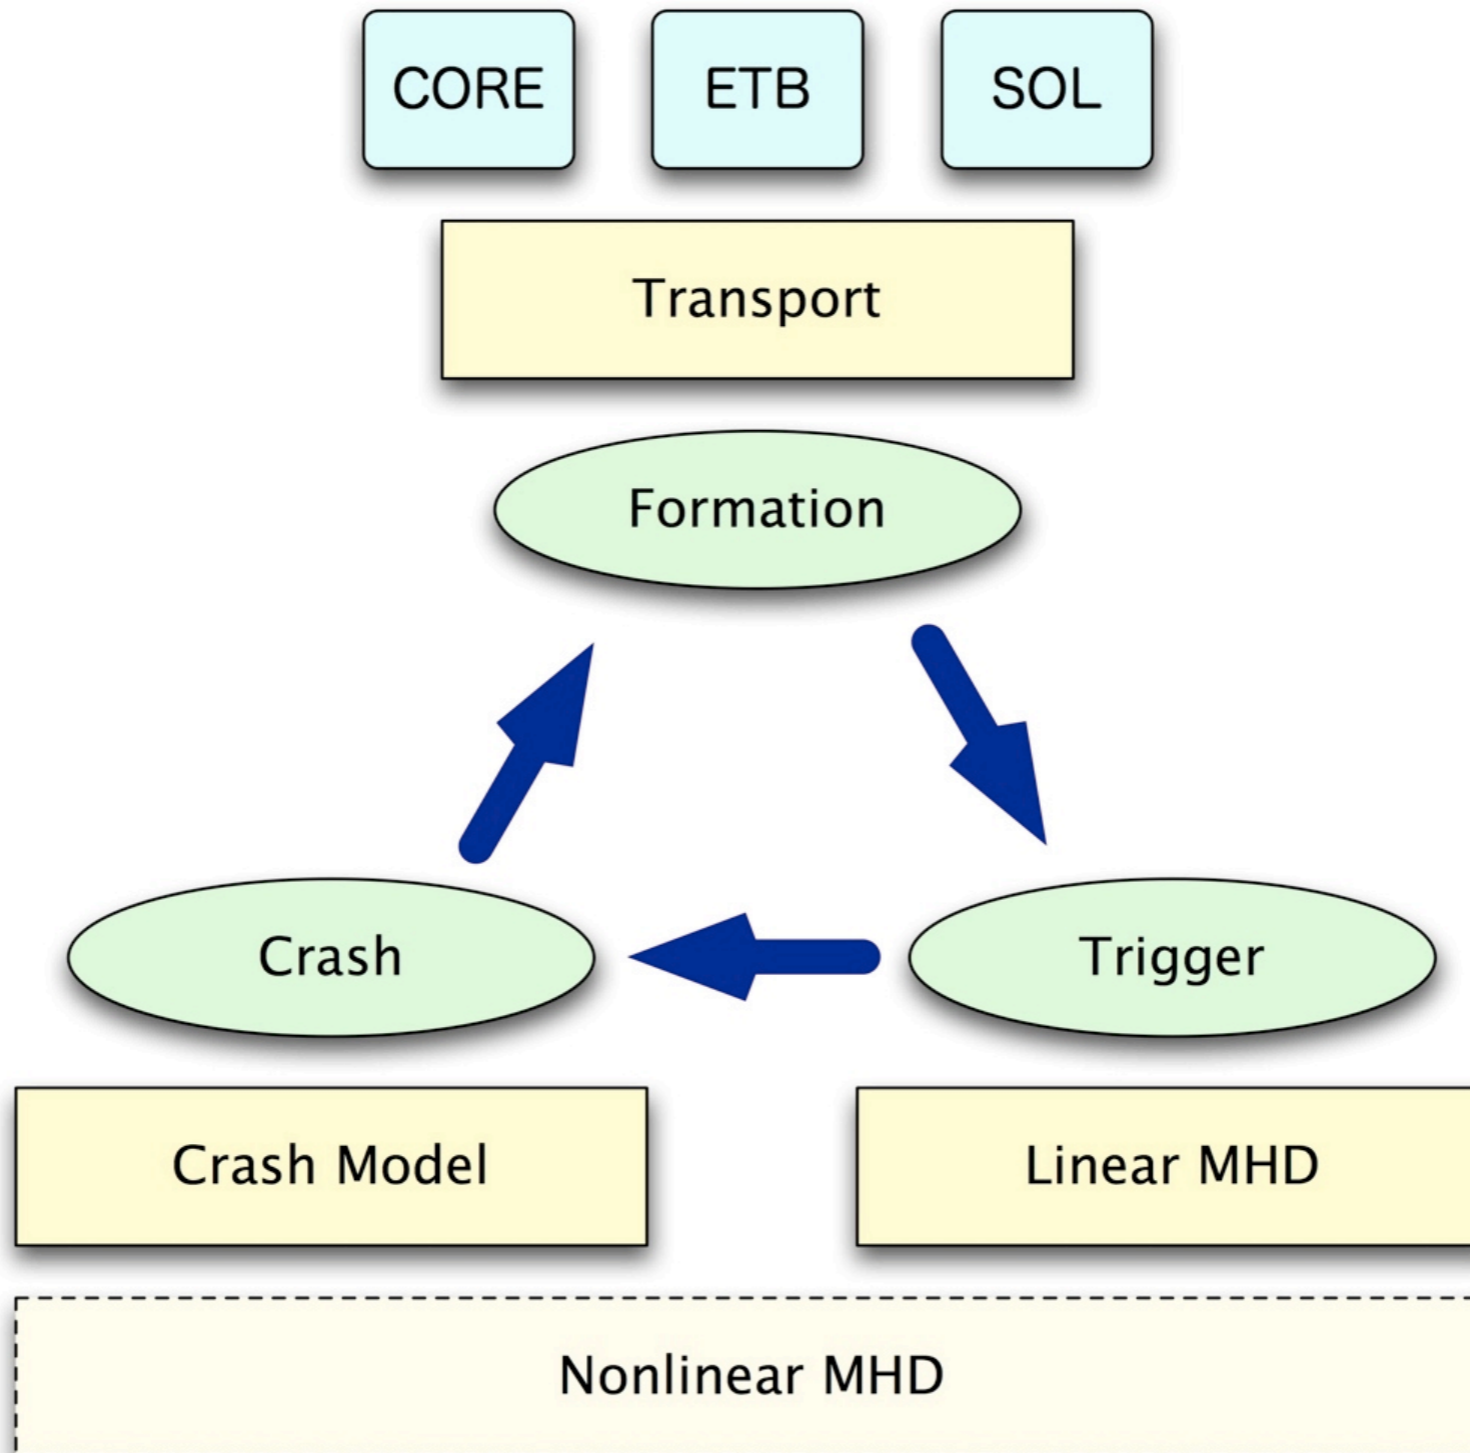 CORE ETB SOL
Transport
Formation
Crash Trigger
Crash Model Linear MHD
Nonlinear MHD